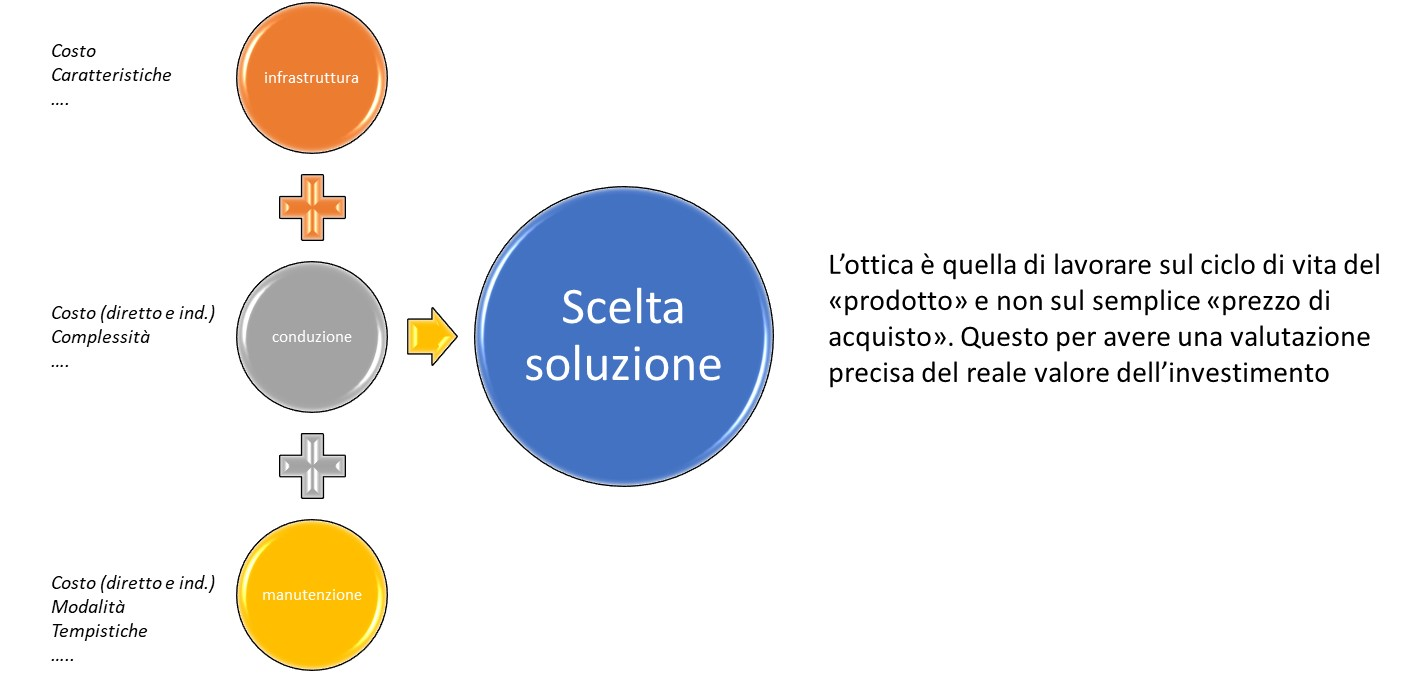 Costo
Caratteristiche
….
infrastruttura
Costo (diretto e ind.)
Complessità
….
conduzione
Costo (diretto e ind.)
Modalità
Tempistiche
…..
manutenzione
Scelta
soluzione
L’ottica è quella di lavorare sul ciclo di vita del
«prodotto» e non sul semplice «prezzo di
acquisto». Questo per avere una valutazione
precisa del reale valore dell’investimento